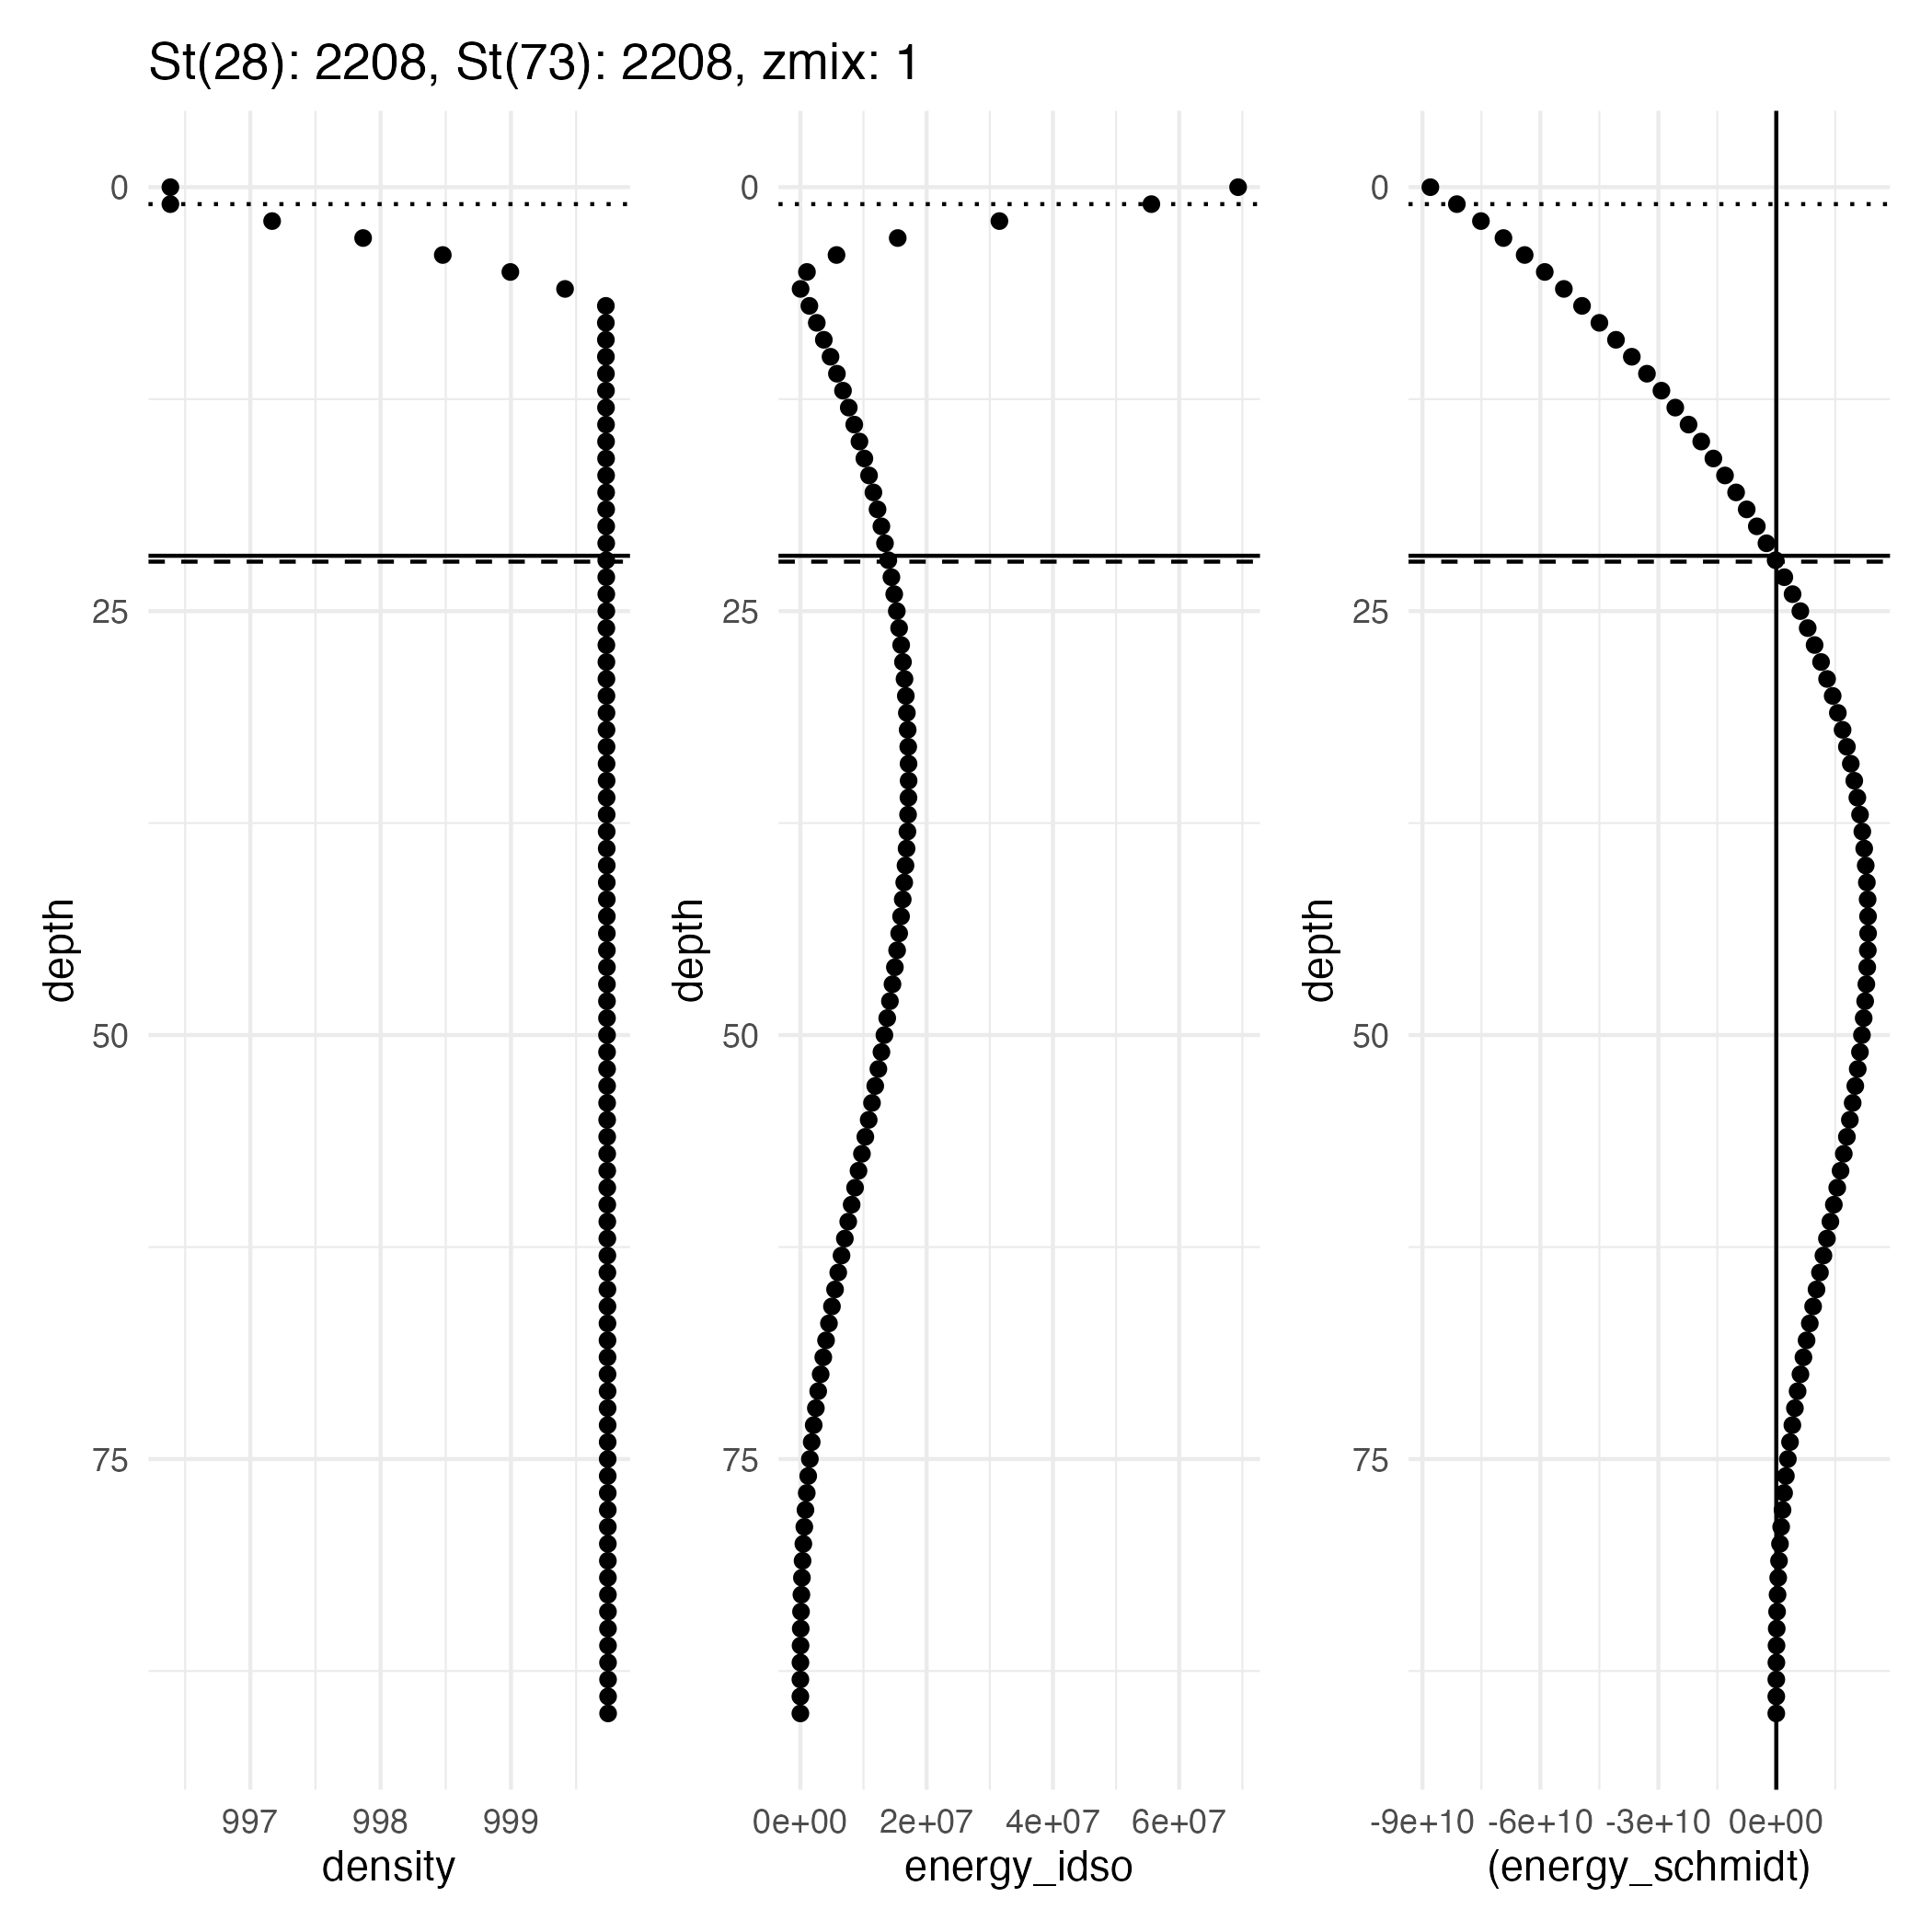 St(28): 2208, St(73): 2208, zmix: 1
0
25
50
75
depth
997 998 999
density
0
25
50
75
depth
0e+00 2e+07 4e+07 6e+07
energy_idso
0
25
50
75
depth
-9e+10 -6e+10 -3e+10 0e+00
(energy_schmidt)